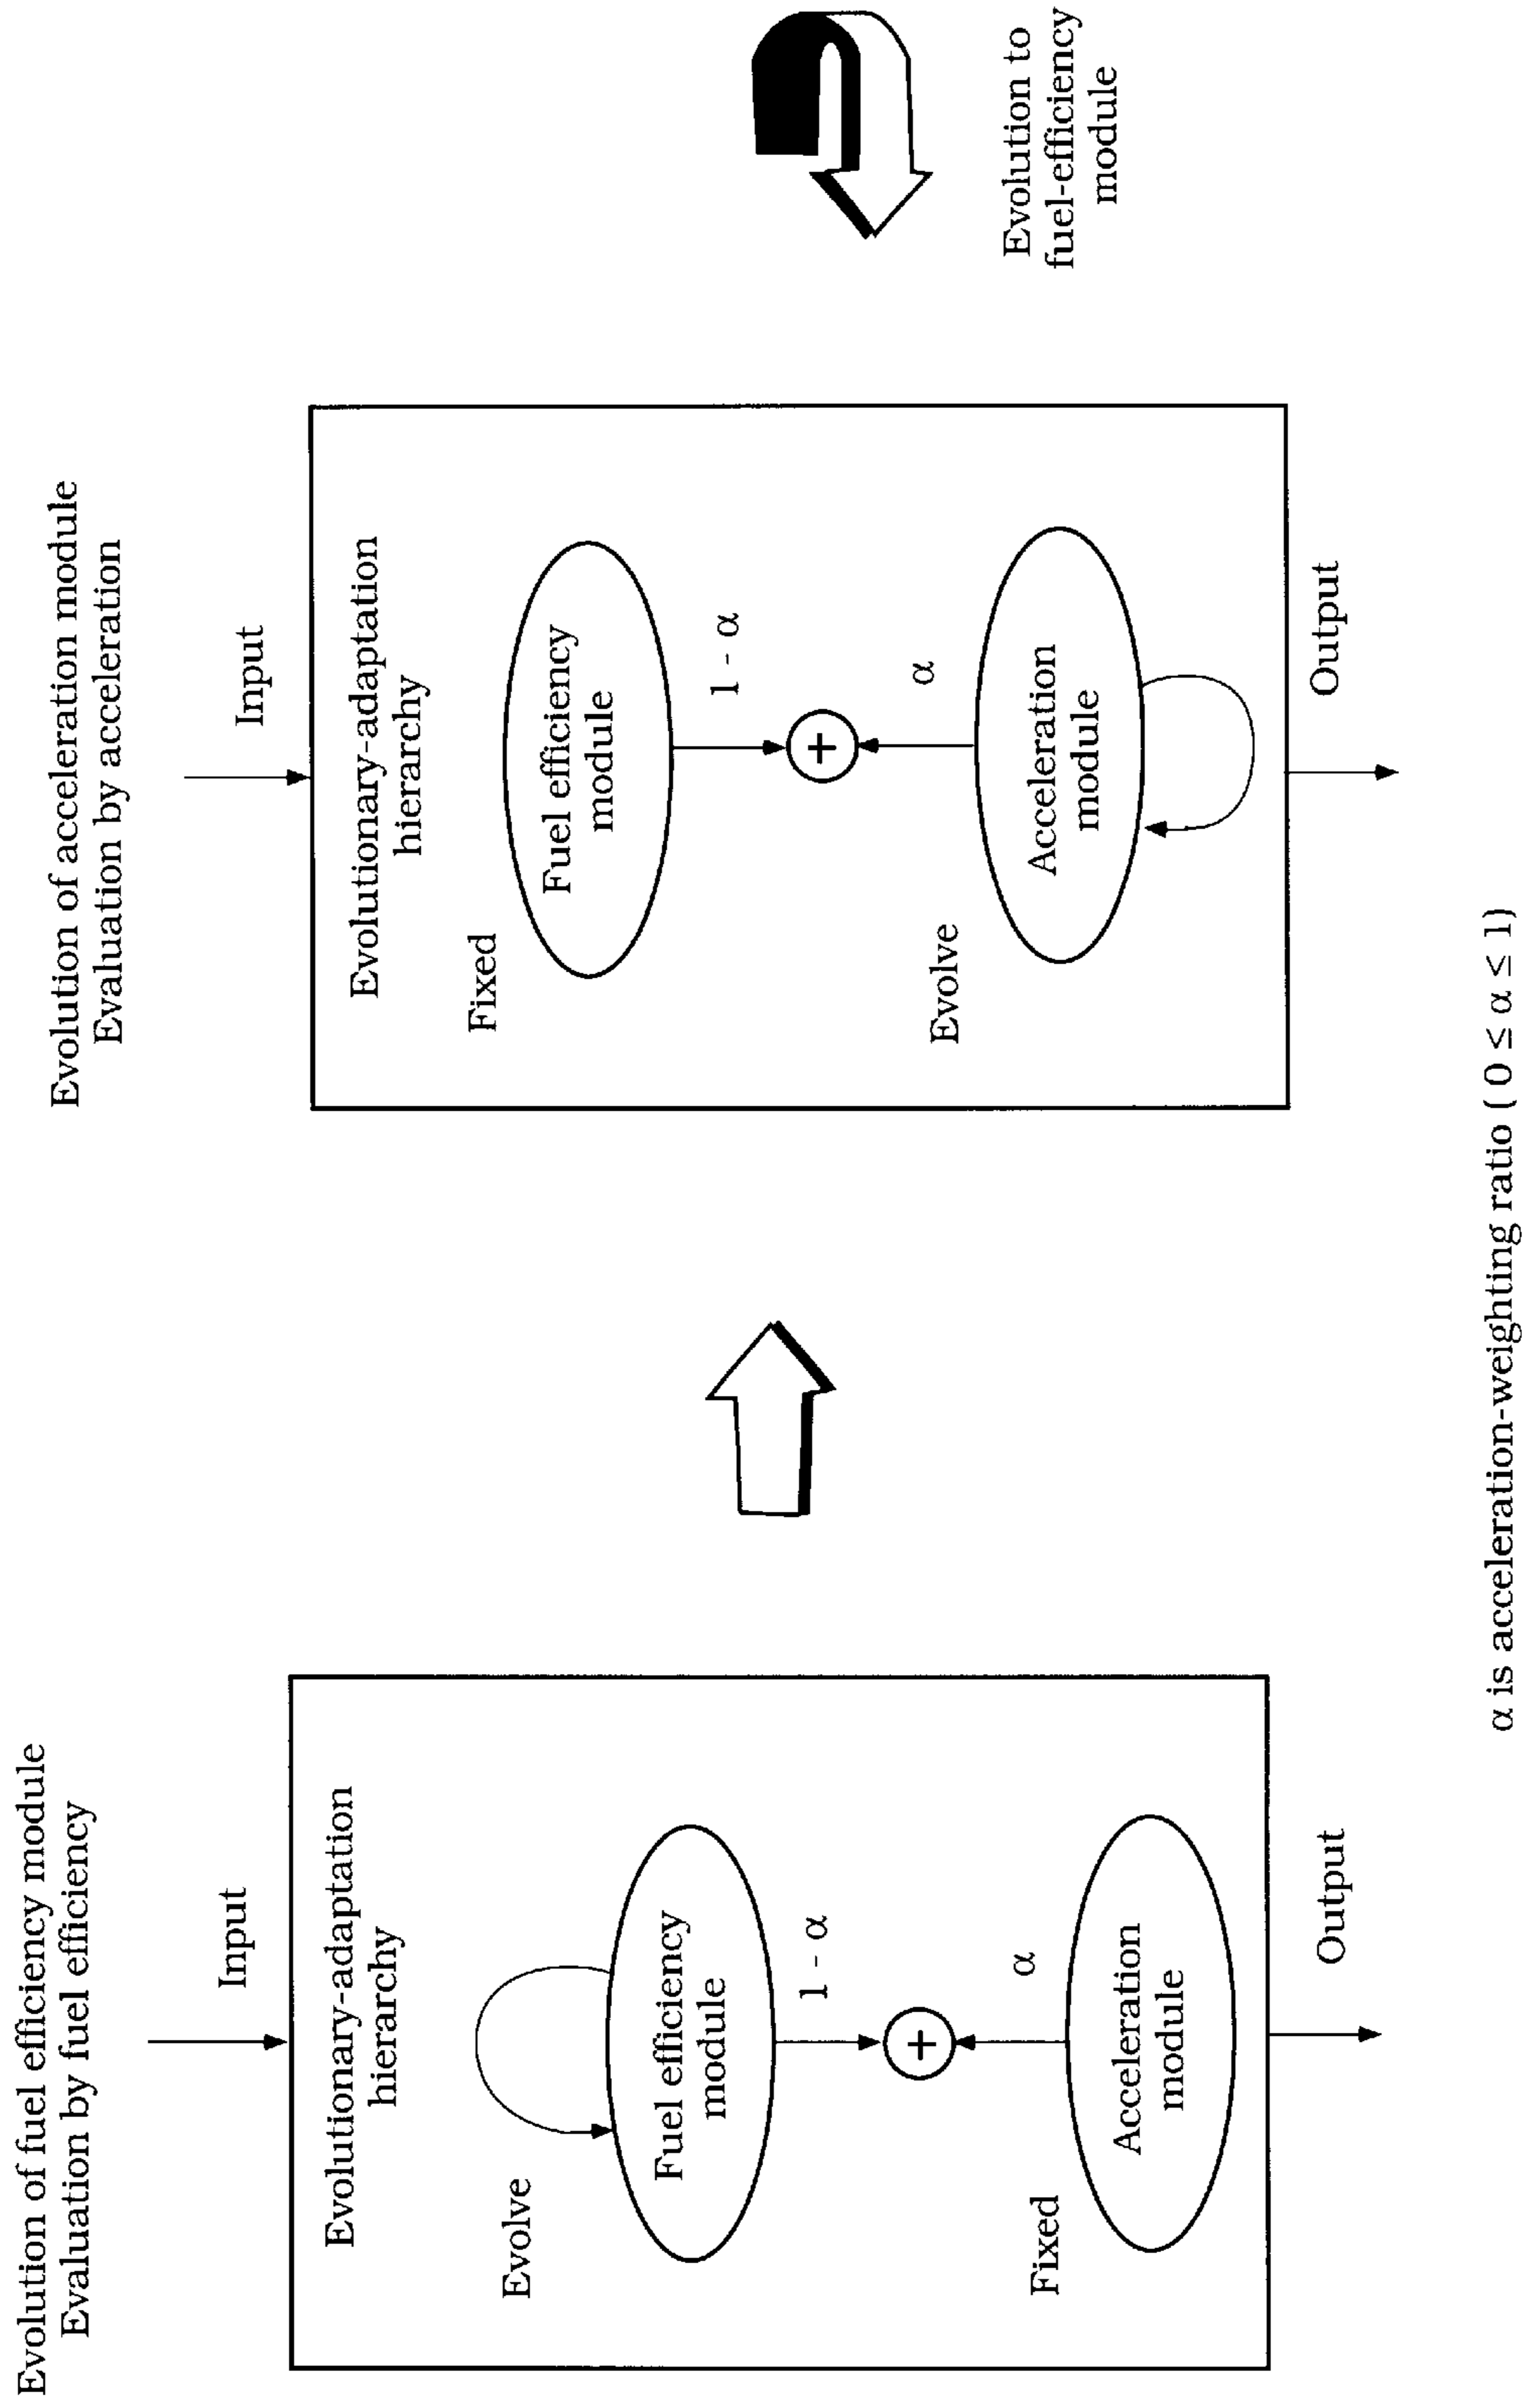 Evolution of fuel efficiency module
Evaluation by fuel efficiency
Input
Evolutionary-adaptation
hierarchy
Evolve
Fuel efficiency
module
1 - α
+
α
Fixed
Acceleration
module
Output
Evolution of acceleration module
Evaluation by acceleration
Input
Evolutionary-adaptation
hierarchy
Fixed
Fuel efficiency
module
1 - α
+
α
Evolve
Acceleration
module
Output
Evolution to
fuel-efficiency
module
α is acceleration-weighting ratio ( 0 ≤ α ≤ 1)